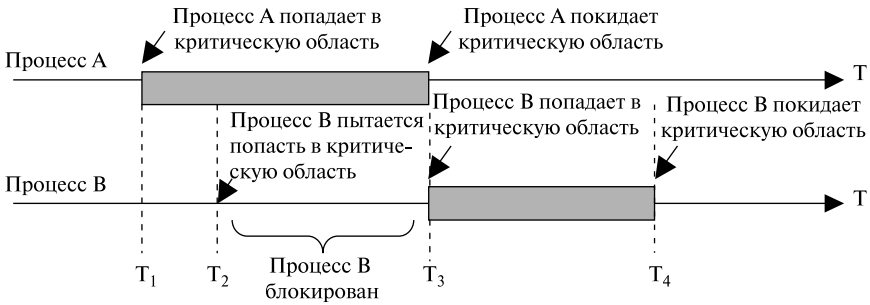 Процесс A попадает в
критическую область
Процесс A покидает
критическую область
Процесс A
T
Процесс B пытается
попасть в критиче-
скую область
Процесс B попадает в
критическую область
Процесс B покидает
критическую область
Процесс B
T
T1
T2
Процесс B
блокирован
T3
T4